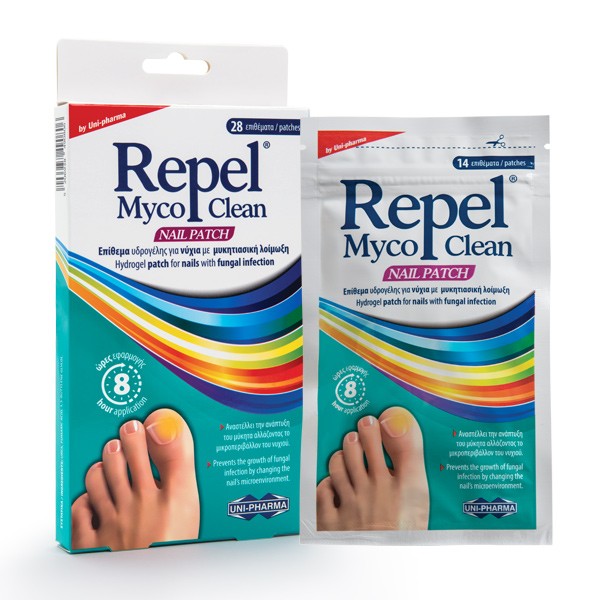 by Uni-pharma
28 επιθέματα / patches
Repel®
Myco Clean
NAIL PATCH
Επίθεμα υδρογέλης για νύχια με μυκητιασική λοίμωξη
Hydrogel patch for nails with fungal infection
ώρες εφαρμογής
8
hour application
Αναστέλλει την ανάπτυξη
του μύκητα αλλάζοντας το
μικροπεριβάλλον του νυχιού.
Prevents the growth of fungal
infection by changing the
nail's microenvironment.
UNI-PHARMA
by Uni-pharma
14 επιθέματα / patches
Repel®
Myco Clean
NAIL PATCH
Επίθεμα υδρογέλης για νύχια με μυκητιασική λοίμωξη
Hydrogel patch for nails with fungal infection
ώρες εφαρμογής
8
hour application
Αναστέλλει την ανάπτυξη
του μύκητα αλλάζοντας το
μικροπεριβάλλον του νυχιού.
Prevents the growth of fungal
infection by changing the
nail's microenvironment.
UNI-PHARMA